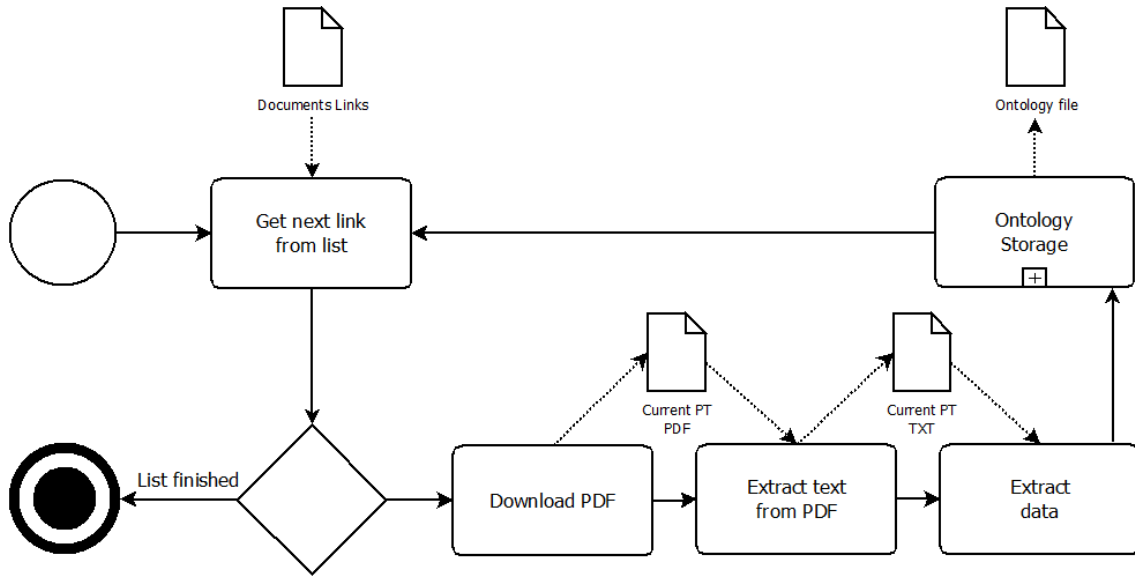 Documents Links
Ontology file
Get next link
from list
Ontology
Storage
+
Current PT
PDF
Current PT
TXT
List finished
Download PDF
Extract text
from PDF
Extract
data